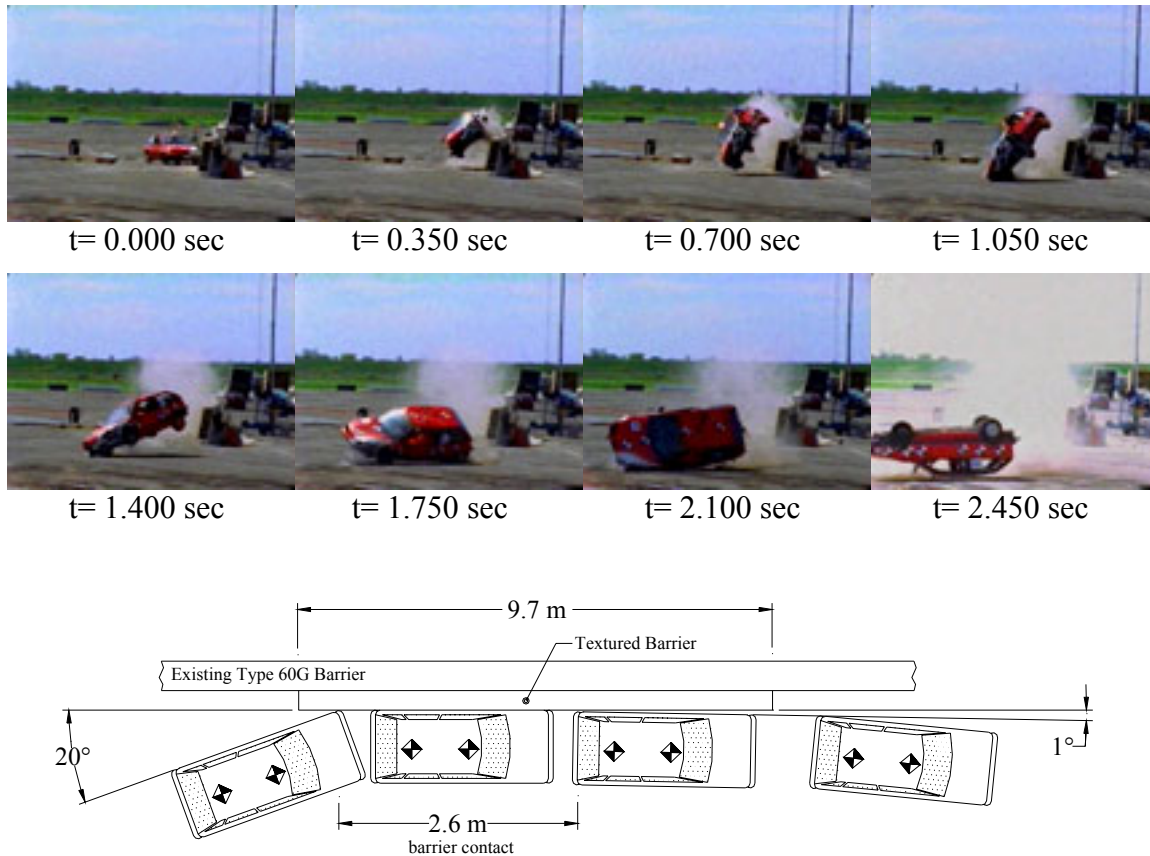 t= 0.000 sec
t= 0.350 sec
t= 0.700 sec
t= 1.050 sec
t= 1.400 sec
t= 1.750 sec
t= 2.100 sec
t= 2.450 sec
9.7 m
Textured Barrier
Existing Type 60G Barrier
20°
1°
2.6 m
barrier contact